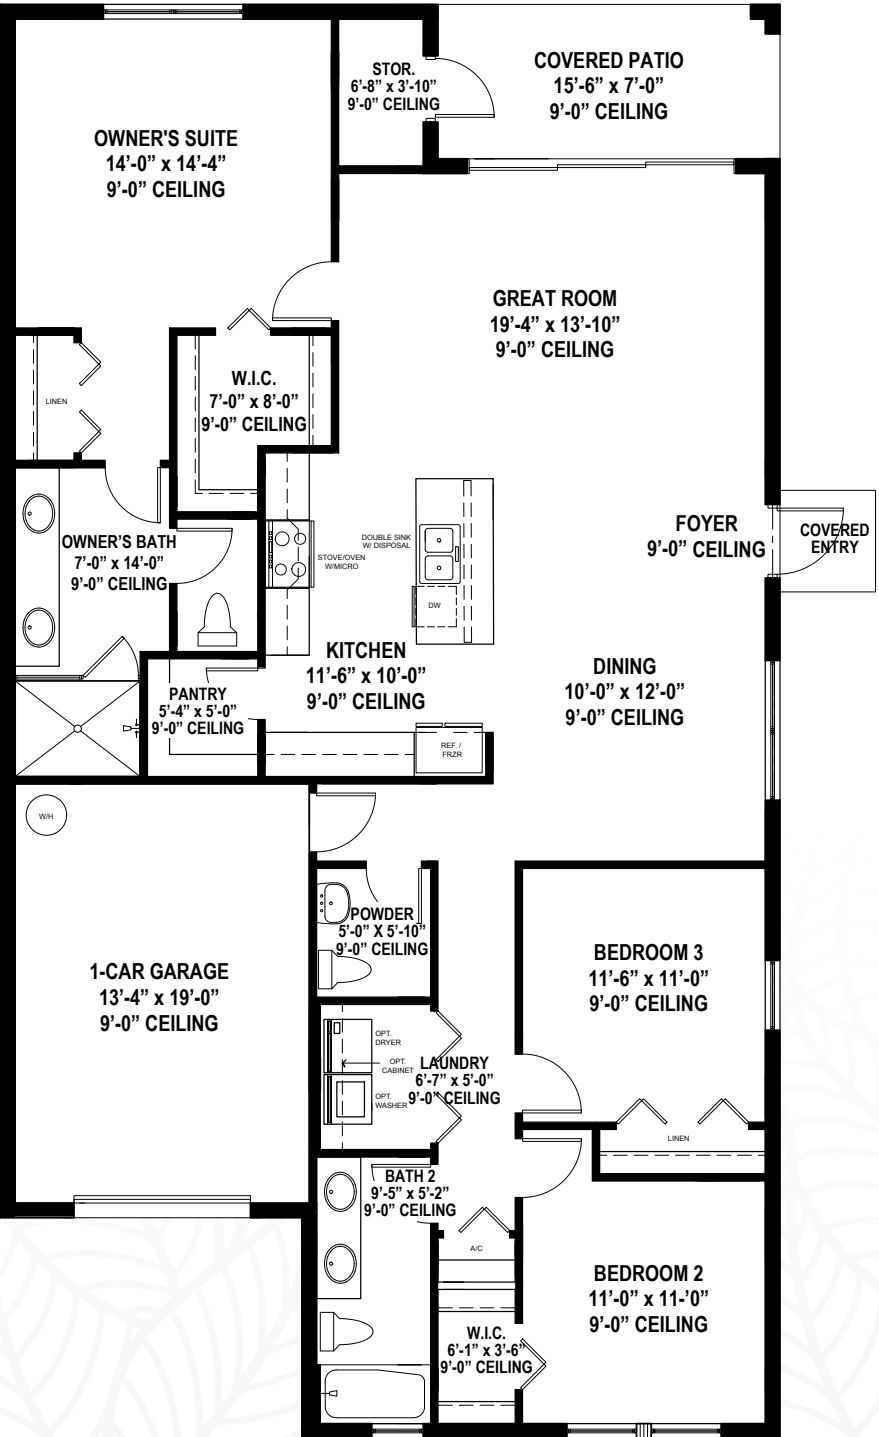 STOR.
6'-8" x 3'-10"
9'-0" CEILING
COVERED PATIO
15'-6" x 7'-0"
9'-0" CEILING
OWNER'S SUITE
14'-0" x 14'-4"
9'-0" CEILING
GREAT ROOM
19'-4" x 13'-10"
9'-0" CEILING
W.I.C.
7'-0" x 8'-0"
9'-0" CEILING
LINEN
OWNER'S BATH
7'-0" x 14'-0"
9'-0" CEILING
STOVE/OVEN
W/MICRO
DOUBLE SINK
W/ DISPOSAL
DW
FOYER
9'-0" CEILING
COVERED
ENTRY
KITCHEN
11'-6" x 10'-0"
9'-0" CEILING
DINING
10'-0" x 12'-0"
9'-0" CEILING
PANTRY
5'-4" x 5'-0"
9'-0" CEILING
REF. /
FRZR
W/H
POWDER
5'-0" X 5'-10"
9'-0" CEILING
1-CAR GARAGE
13'-4" x 19'-0"
9'-0" CEILING
BEDROOM 3
11'-6" x 11'-0"
9'-0" CEILING
OPT.
DRYER
OPT.
CABINET
OPT.
WASHER
LAUNDRY
6'-7" x 5'-0"
9'-0" CEILING
LINEN
BATH 2
9'-5" x 5'-2"
9'-0" CEILING
A/C
BEDROOM 2
11'-0" x 11-'0"
9'-0" CEILING
W.I.C.
6'-1" x 3'-6"
9'-0" CEILING